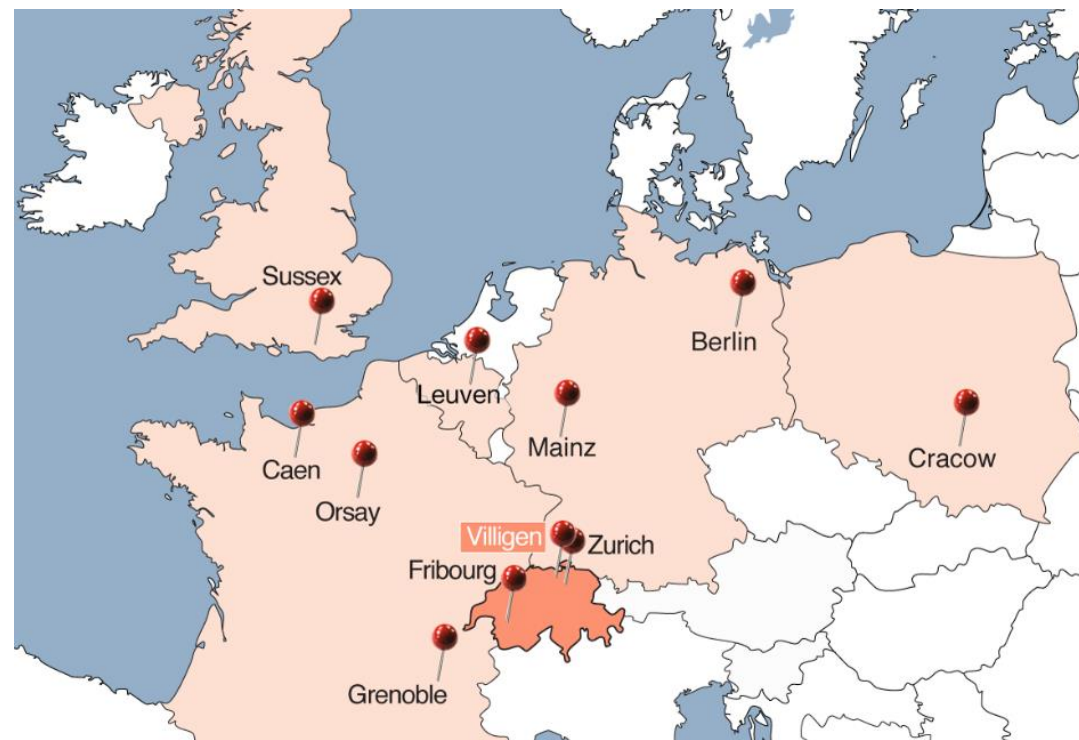 Sussex
Berlin
Leuven
Mainz
Cracow
Caen
Orsay
Villigen
Zurich
Fribourg
Grenoble